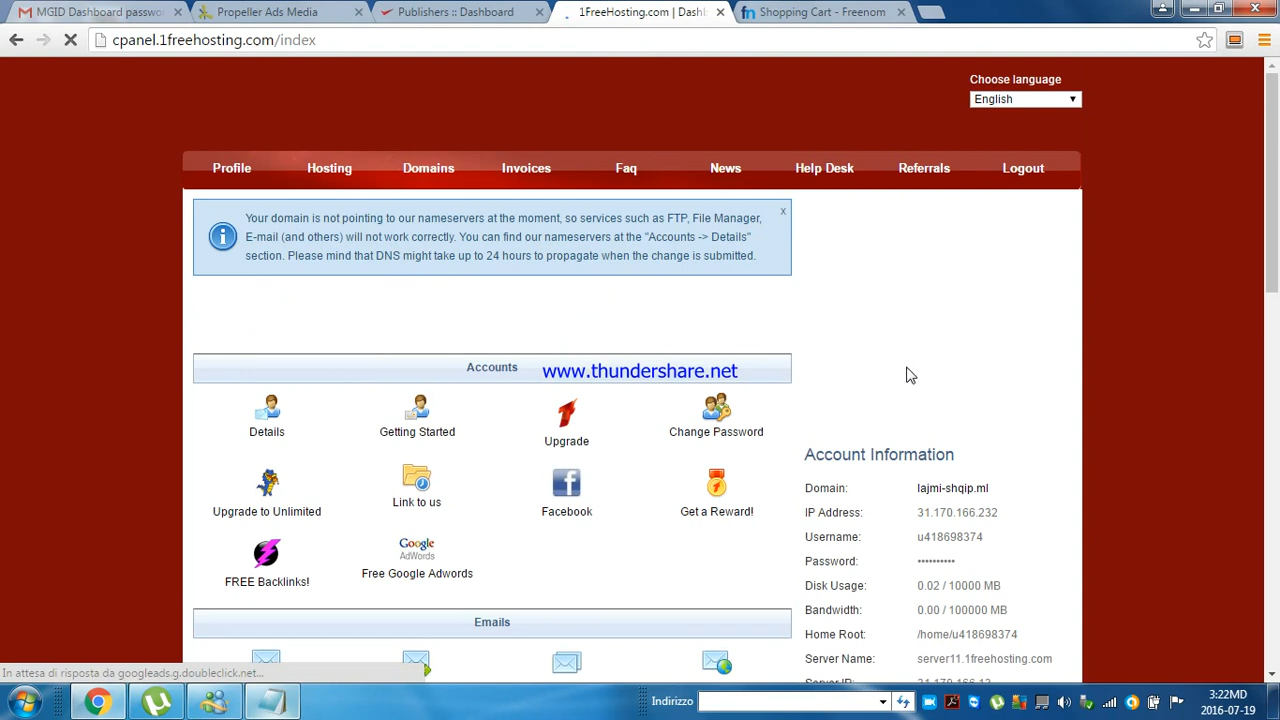 MGID Dashboard passwo
Propeller Ads Media
Publishers :: Dashboard
1FreeHosting.com | Dash
Shopping Cart - Freenom
cpanel.1freehosting.com/index
Choose language
English
Profile
Hosting
Domains
Invoices
Faq
News
Help Desk
Referrals
Logout
Your domain is not pointing to our nameservers at the moment, so services such as FTP, File Manager,
E-mail (and others) will not work correctly. You can find our nameservers at the "Accounts -> Details"
section. Please mind that DNS might take up to 24 hours to propagate when the change is submitted.
x
Accounts
www.thundershare.net
Details
Getting Started
Upgrade
Change Password
Upgrade to Unlimited
Link to us
Facebook
Get a Reward!
Google
AdWords
FREE Backlinks!
Free Google Adwords
Emails
Account Information
Domain: lajmi-shqip.ml
IP Address: 31.170.166.232
Username: u418698374
Password: ••••••••••
Disk Usage: 0.02 / 10000 MB
Bandwidth: 0.00 / 100000 MB
Home Root: /home/u418698374
Server Name: server11.1freehosting.com
In attesa di risposta da googleads.g.doubleclick.net...
Indirizzo
3:22MD
2016-07-19